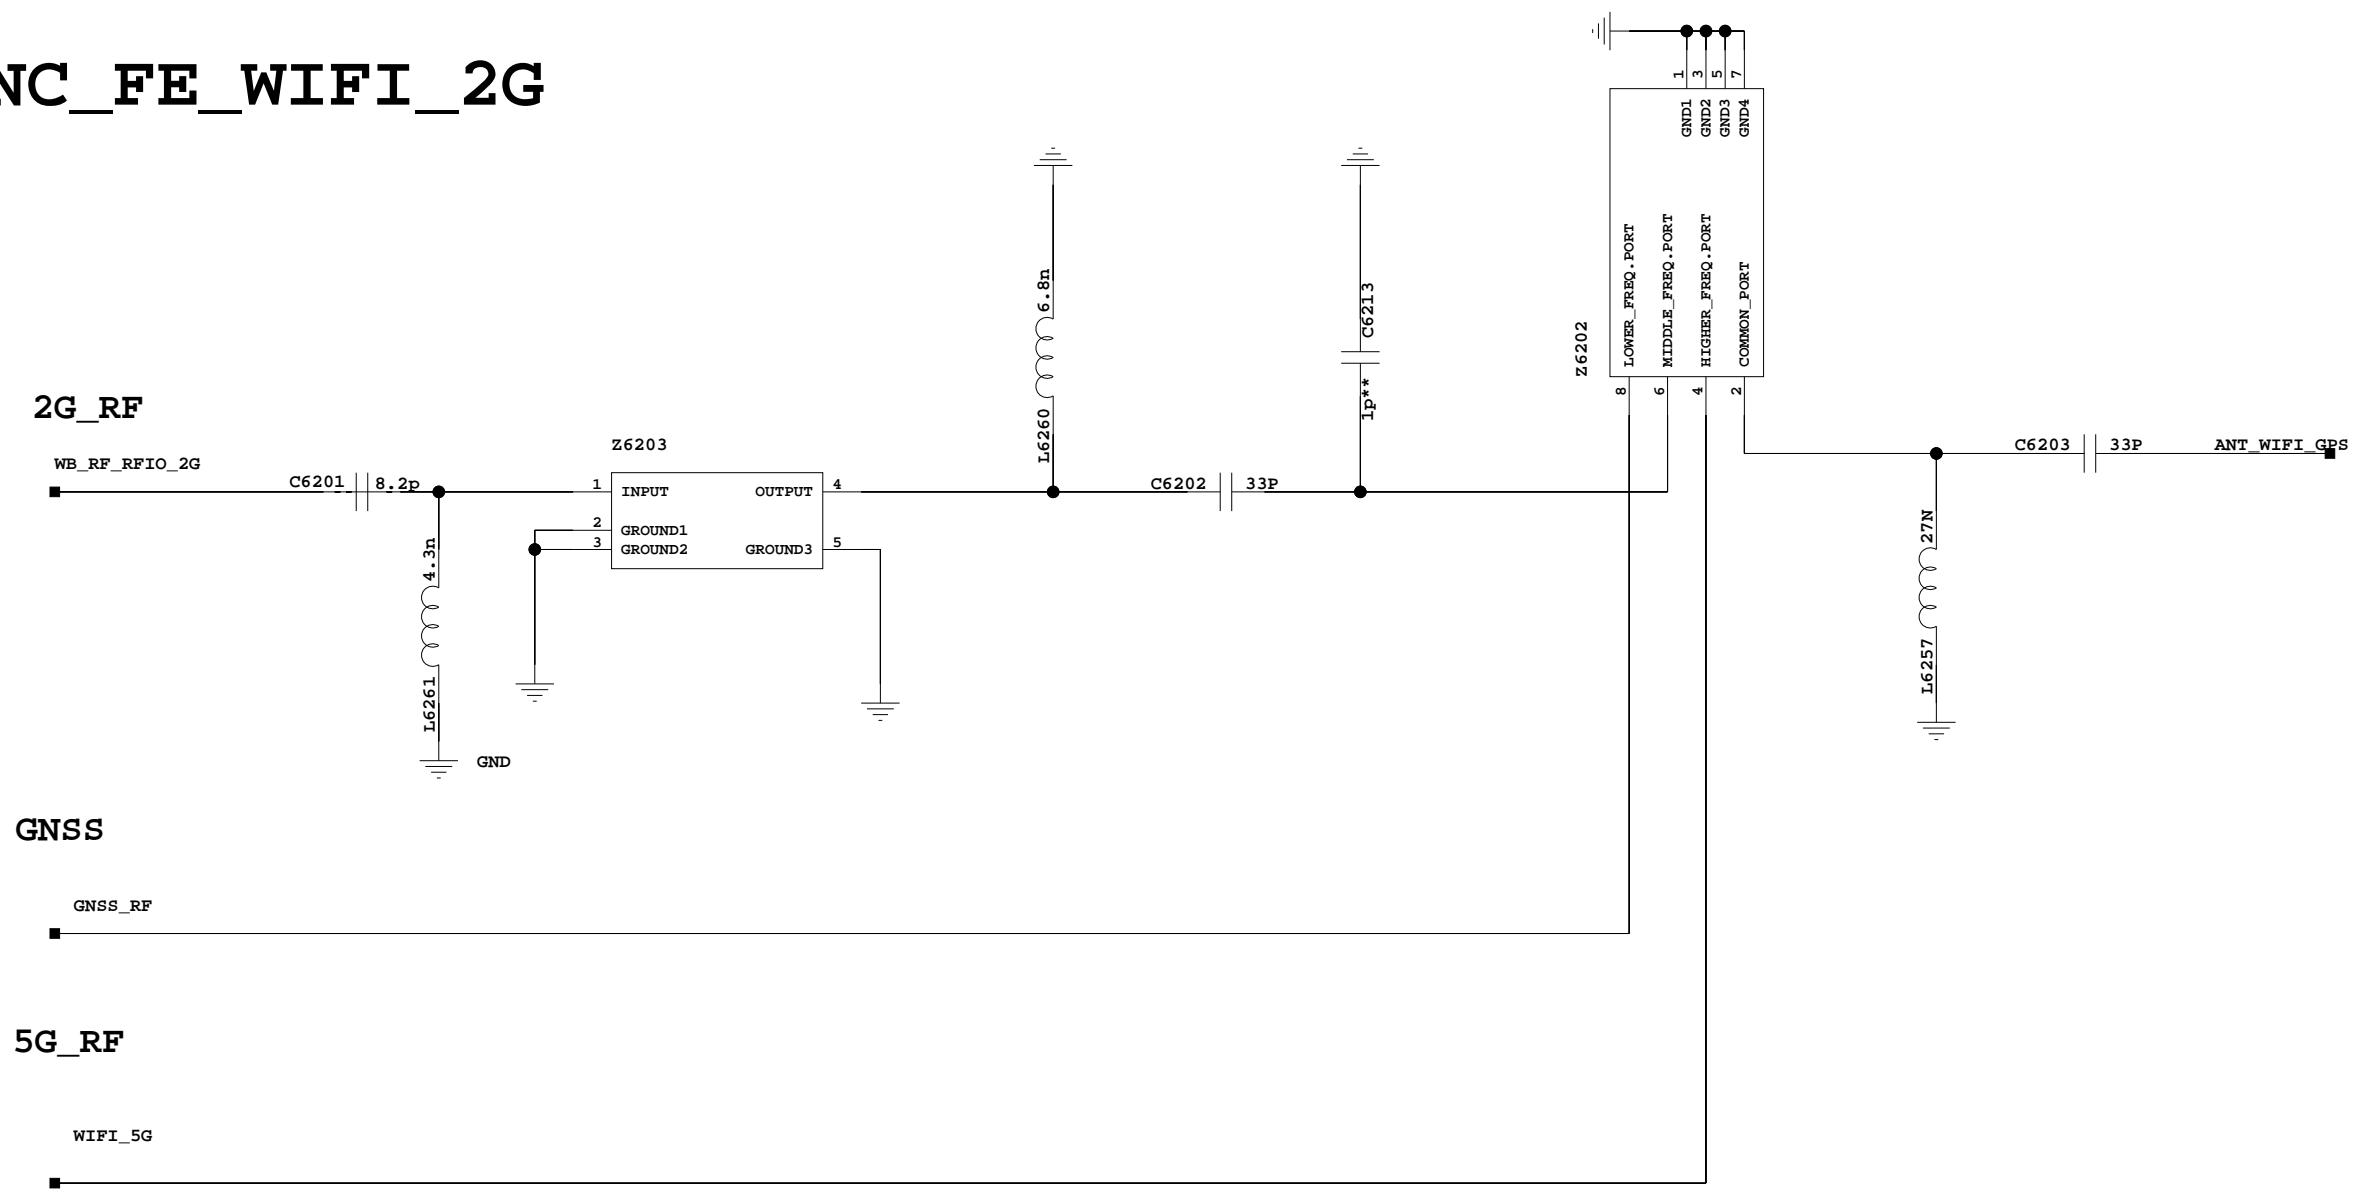 NC_FE_WIFI_2G
1
3
5
7
GND1
GND2
GND3
GND4
LOWER_FREQ.PORT
MIDDLE_FREQ.PORT
HIGHER_FREQ.PORT
COMMON_PORT
Z6202
8
6
4
2
6.8n
L6260
C6213
1p**
2G_RF
WB_RF_RFIO_2G
C6201
8.2p
Z6203
1
INPUT
OUTPUT
4
2
GROUND1
3
GROUND2
GROUND3
5
C6202
33P
C6203
33P
ANT_WIFI_GPS
4.3n
L6261
GND
27N
L6257
GNSS
GNSS_RF
5G_RF
WIFI_5G